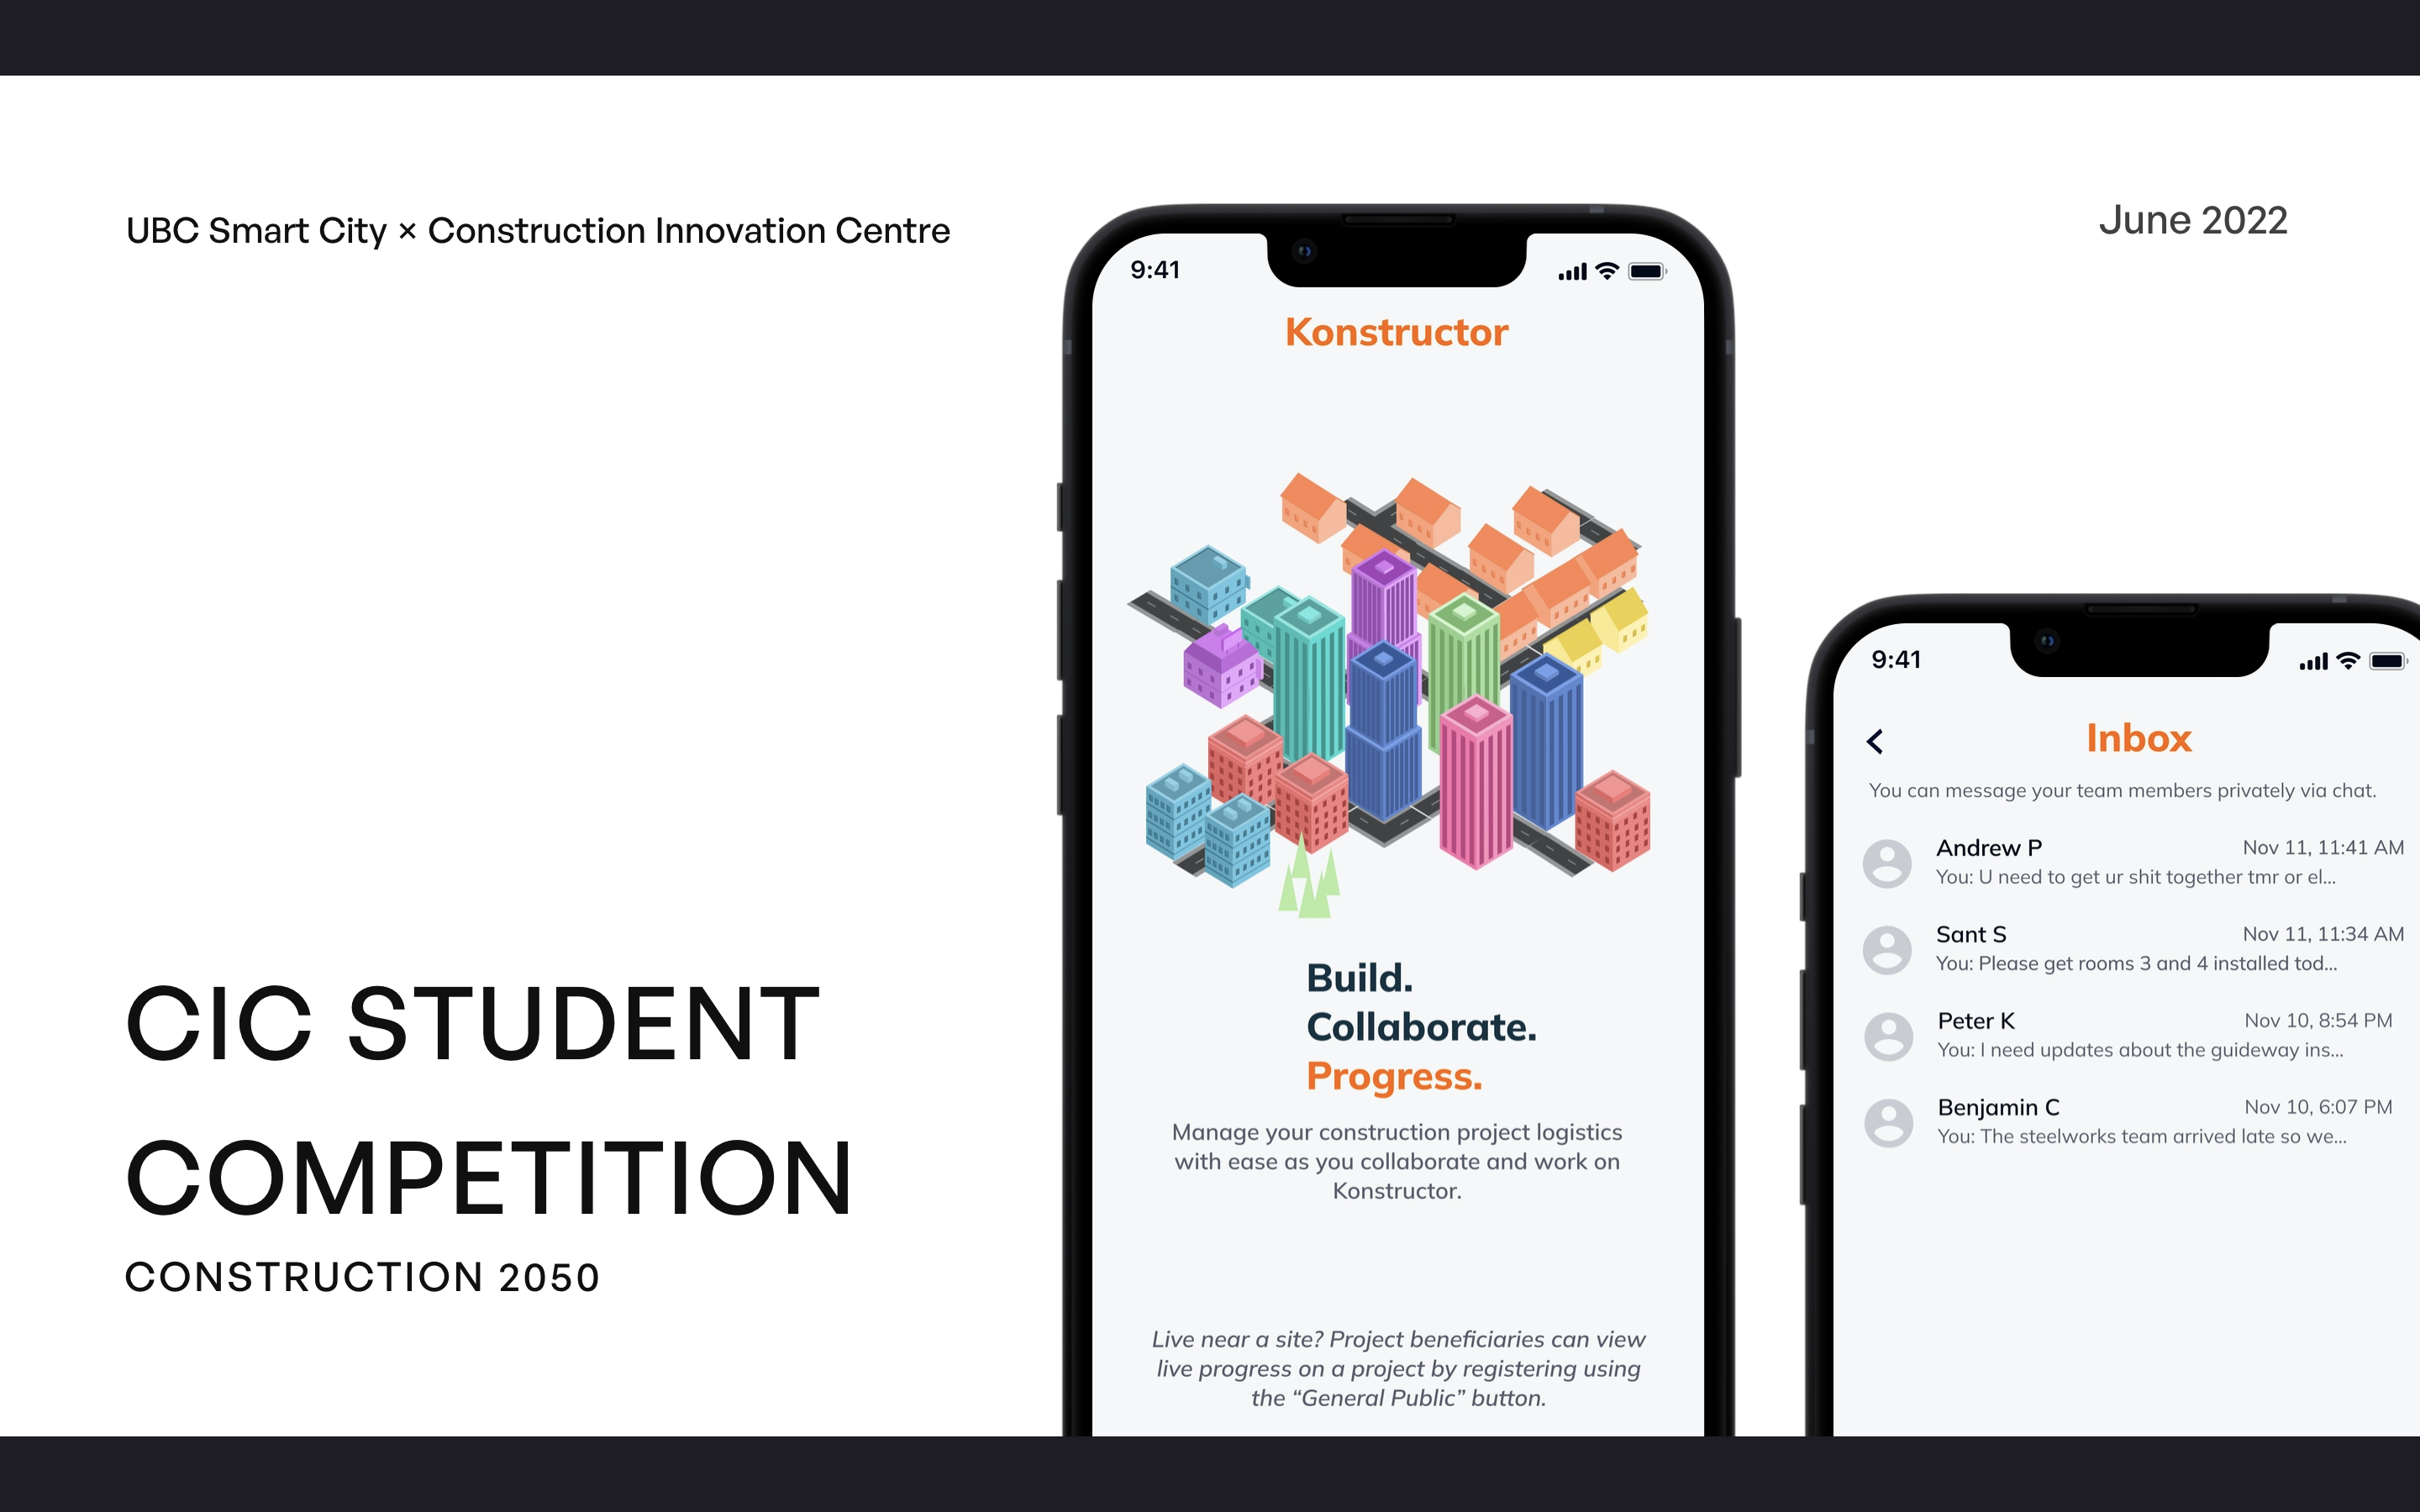 UBC Smart City × Construction Innovation Centre
June 2022
CIC STUDENT
COMPETITION
CONSTRUCTION 2050
9:41
Konstructor
Build.
Collaborate.
Progress.
Manage your construction project logistics
with ease as you collaborate and work on
Konstructor.
Live near a site? Project beneficiaries can view
live progress on a project by registering using
the “General Public” button.
9:41
Inbox
You can message your team members privately via chat.
Andrew P
Nov 11, 11:41 AM
You: U need to get ur shit together tmr or el...
Sant S
Nov 11, 11:34 AM
You: Please get rooms 3 and 4 installed tod...
Peter K
Nov 10, 8:54 PM
You: I need updates about the guideway ins...
Benjamin C
Nov 10, 6:07 PM
You: The steelworks team arrived late so we...